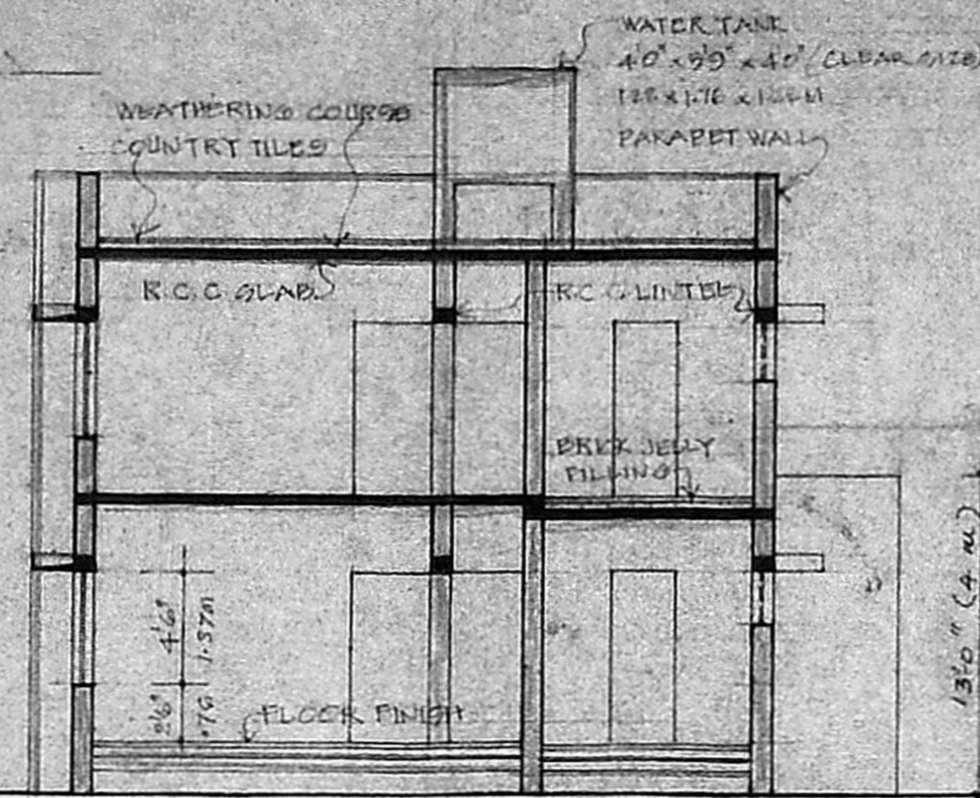 WATER TANK
4'0" x 5'9" x 4'0" (CLEAR SIZE)
WEATHERING COURSE
COUNTRY TILES
PARAPET WALL
R.C.C. SLAB
R.C.C. LINTEL
BRICK JELLY
FILLING
4'6"
1.37M
2'6"
.76
FLOOR FINISH
13'0" (4 M)